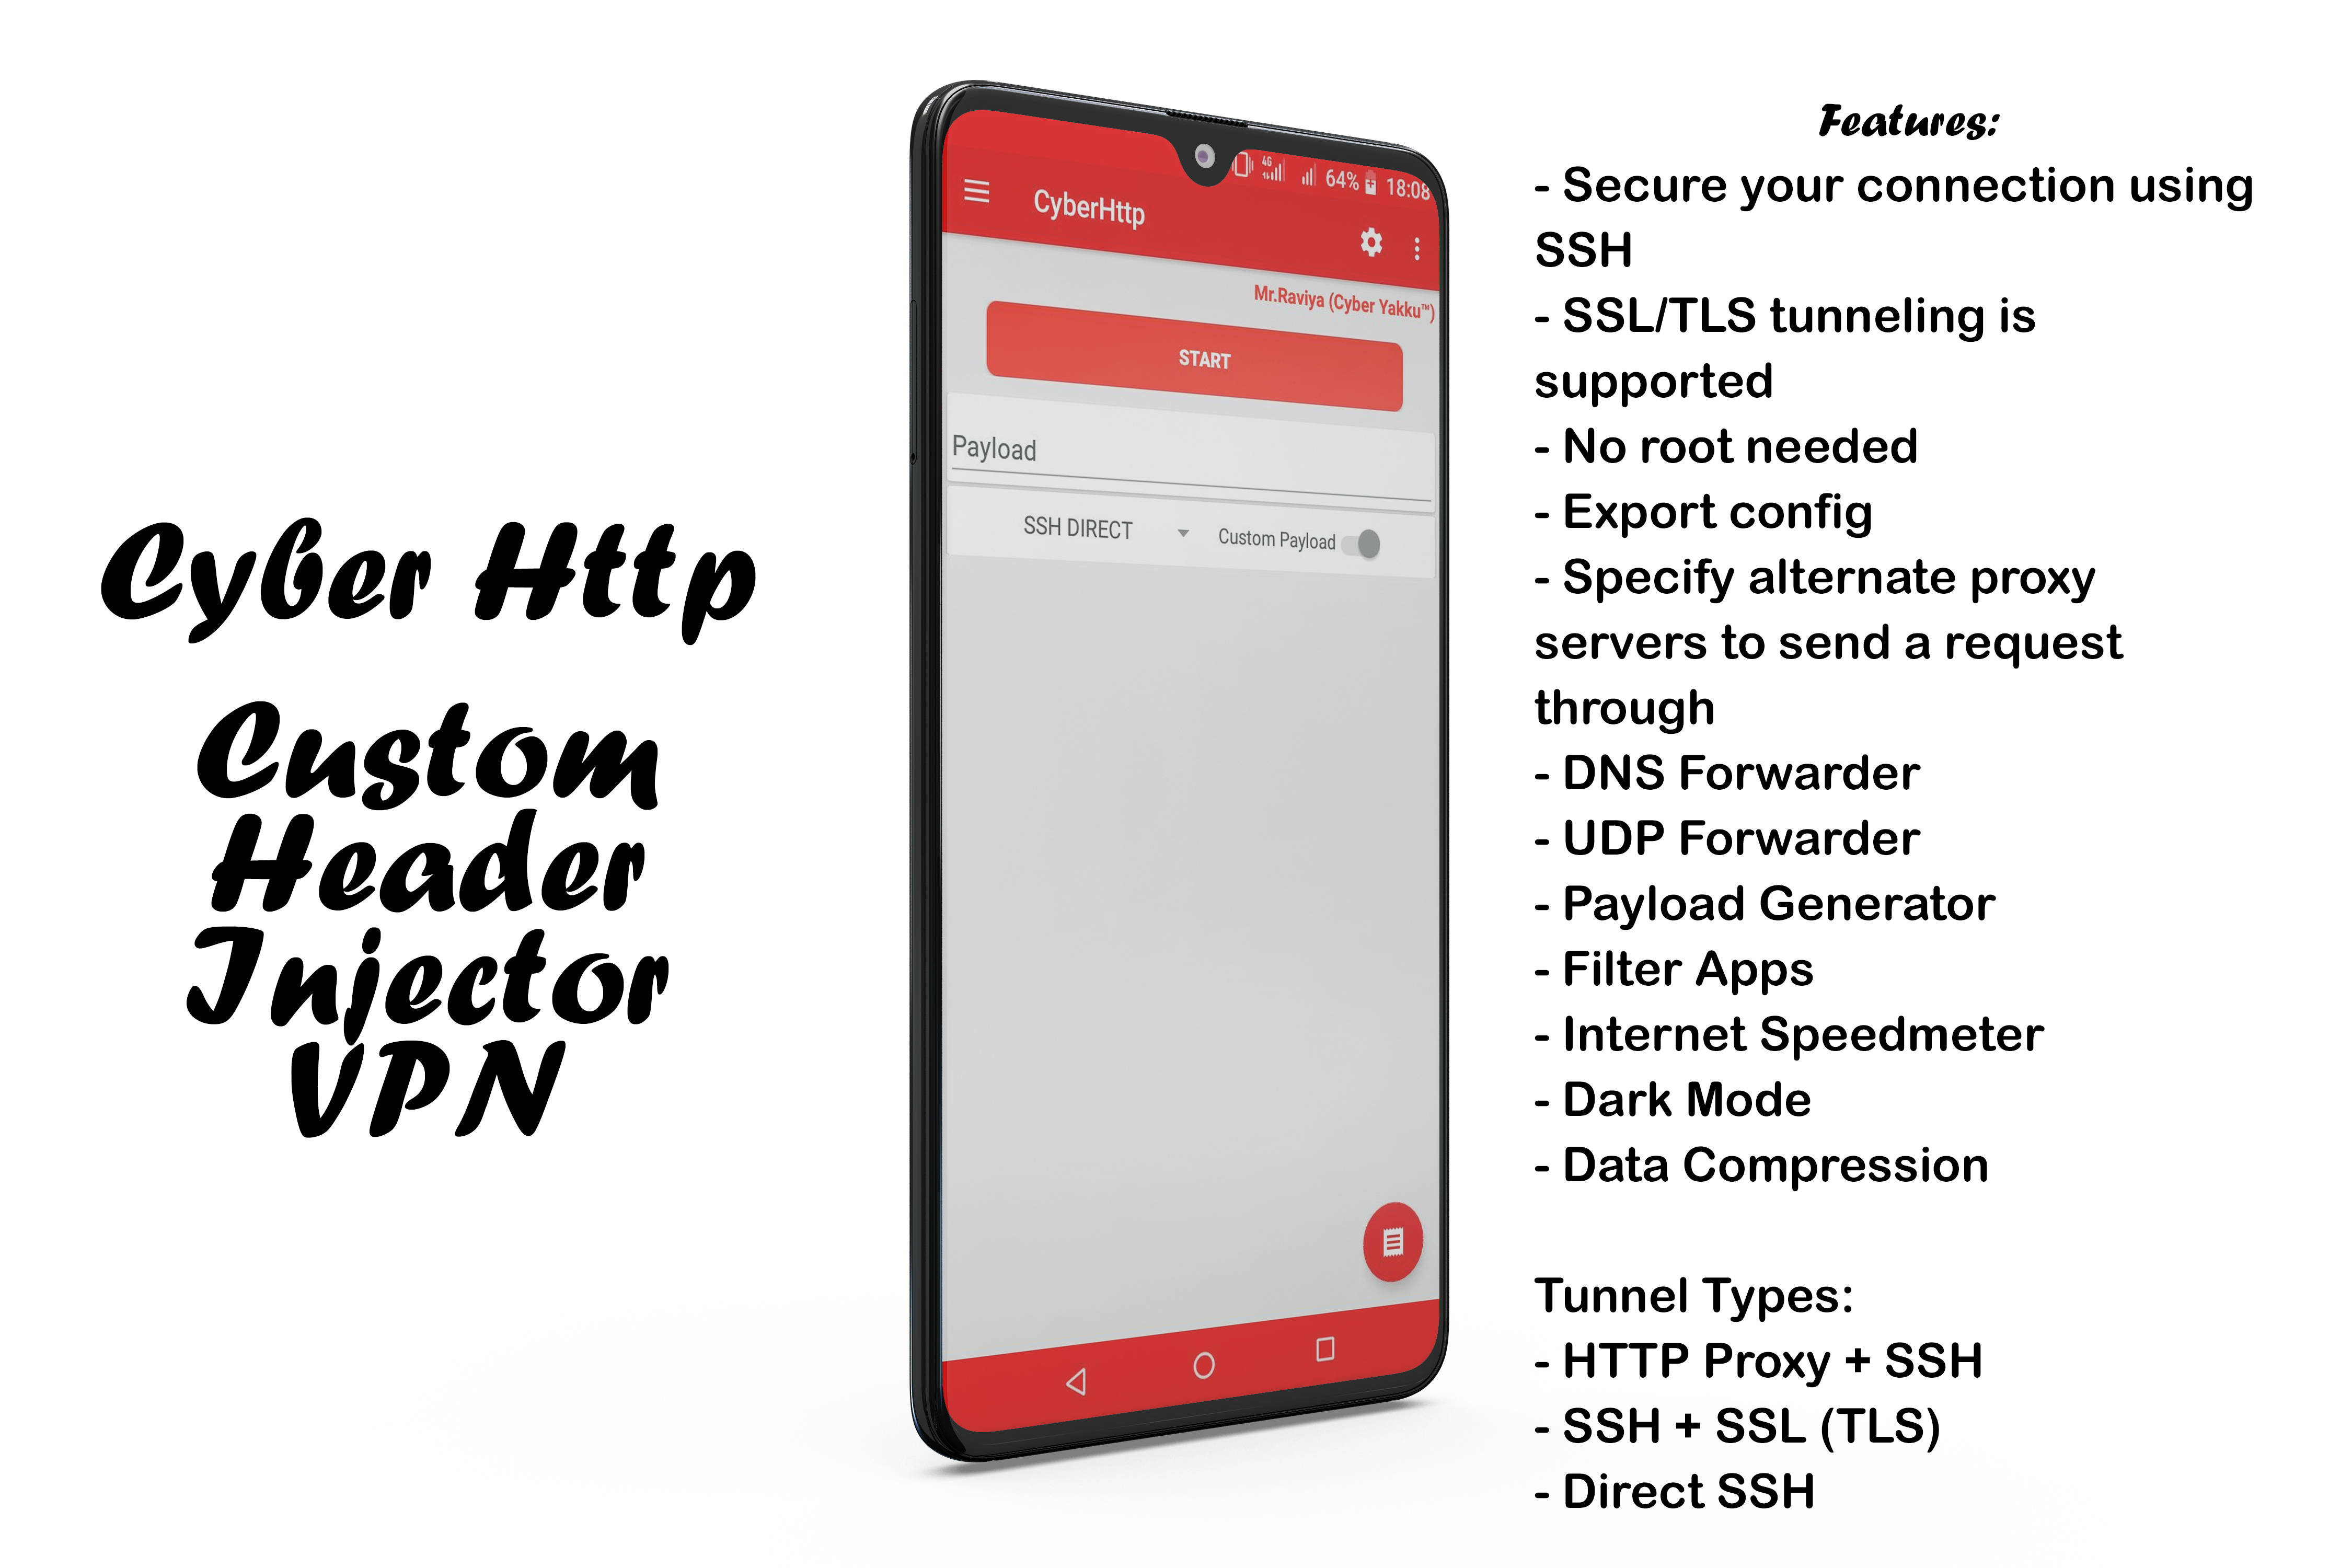 Cyber Http
Custom
Header
Injector
VPN
4G
64%
18:08
CyberHttp
Mr.Raviya (Cyber Yakku™)
START
Payload
SSH DIRECT
Custom Payload
Features:
- Secure your connection using
SSH
- SSL/TLS tunneling is
supported
- No root needed
- Export config
- Specify alternate proxy
servers to send a request
through
- DNS Forwarder
- UDP Forwarder
- Payload Generator
- Filter Apps
- Internet Speedmeter
- Dark Mode
- Data Compression
Tunnel Types:
- HTTP Proxy + SSH
- SSH + SSL (TLS)
- Direct SSH